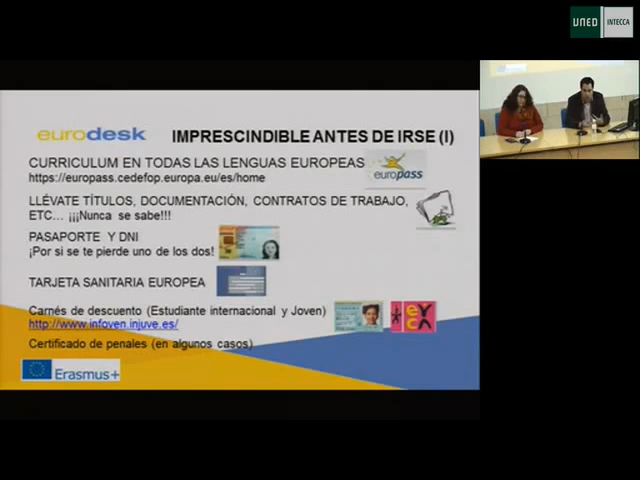 UNED
INTECCA
eurodesk
IMPRESCINDIBLE ANTES DE IRSE (I)
CURRICULUM EN TODAS LAS LENGUAS EUROPEAS
https://europass.cedefop.europa.eu/es/home
europass
LLÉVATE TÍTULOS, DOCUMENTACIÓN, CONTRATOS DE TRABAJO,
ETC… ¡¡¡Nunca se sabe!!!
PASAPORTE Y DNI
¡Por si se te pierde uno de los dos!
TARJETA SANITARIA EUROPEA
Carnés de descuento (Estudiante internacional y Joven)
http://www.infoven.injuve.es/
Certificado de penales (en algunos casos)
Erasmus+